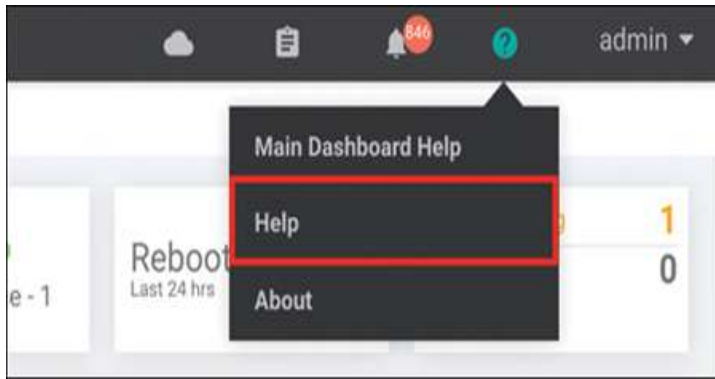 846
?
admin
Main Dashboard Help
Help
1
Reboot
0
e - 1
Last 24 hrs
About